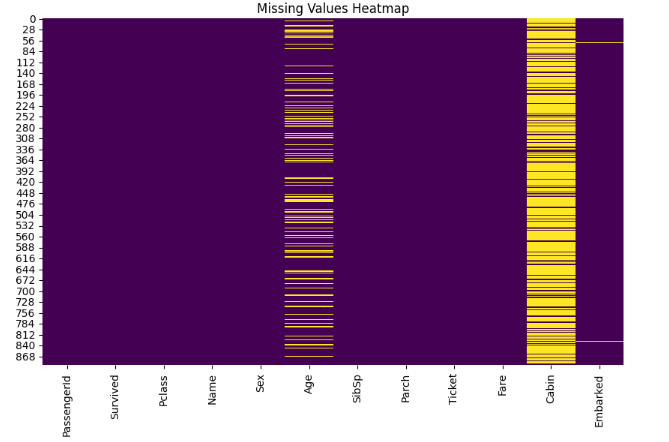 Missing Values Heatmap
0
28
56
84
112
140
168
196
224
252
280
308
336
364
392
420
448
476
504
532
560
588
616
644
672
700
728
756
784
812
840
868
PassengerId
Survived
Pclass
Name
Sex
Age
SibSp
Parch
Ticket
Fare
Cabin
Embarked